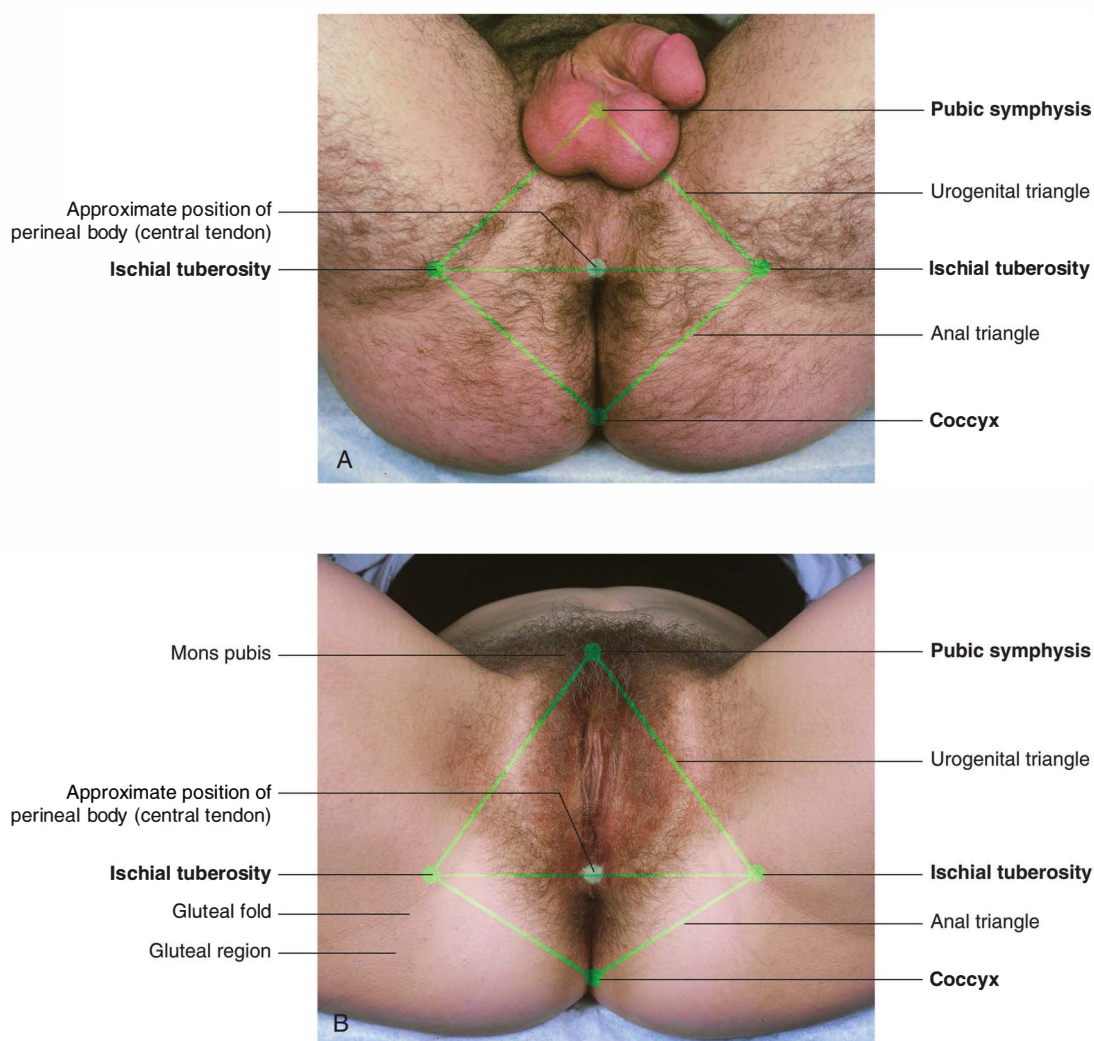 Pubic symphysis
Urogenital triangle
Approximate position of
perineal body (central tendon)
Ischial tuberosity
Ischial tuberosity
Anal triangle
Coccyx
A
Mons pubis
Pubic symphysis
Urogenital triangle
Approximate position of
perineal body (central tendon)
Ischial tuberosity
Ischial tuberosity
Gluteal fold
Anal triangle
Gluteal region
Coccyx
B